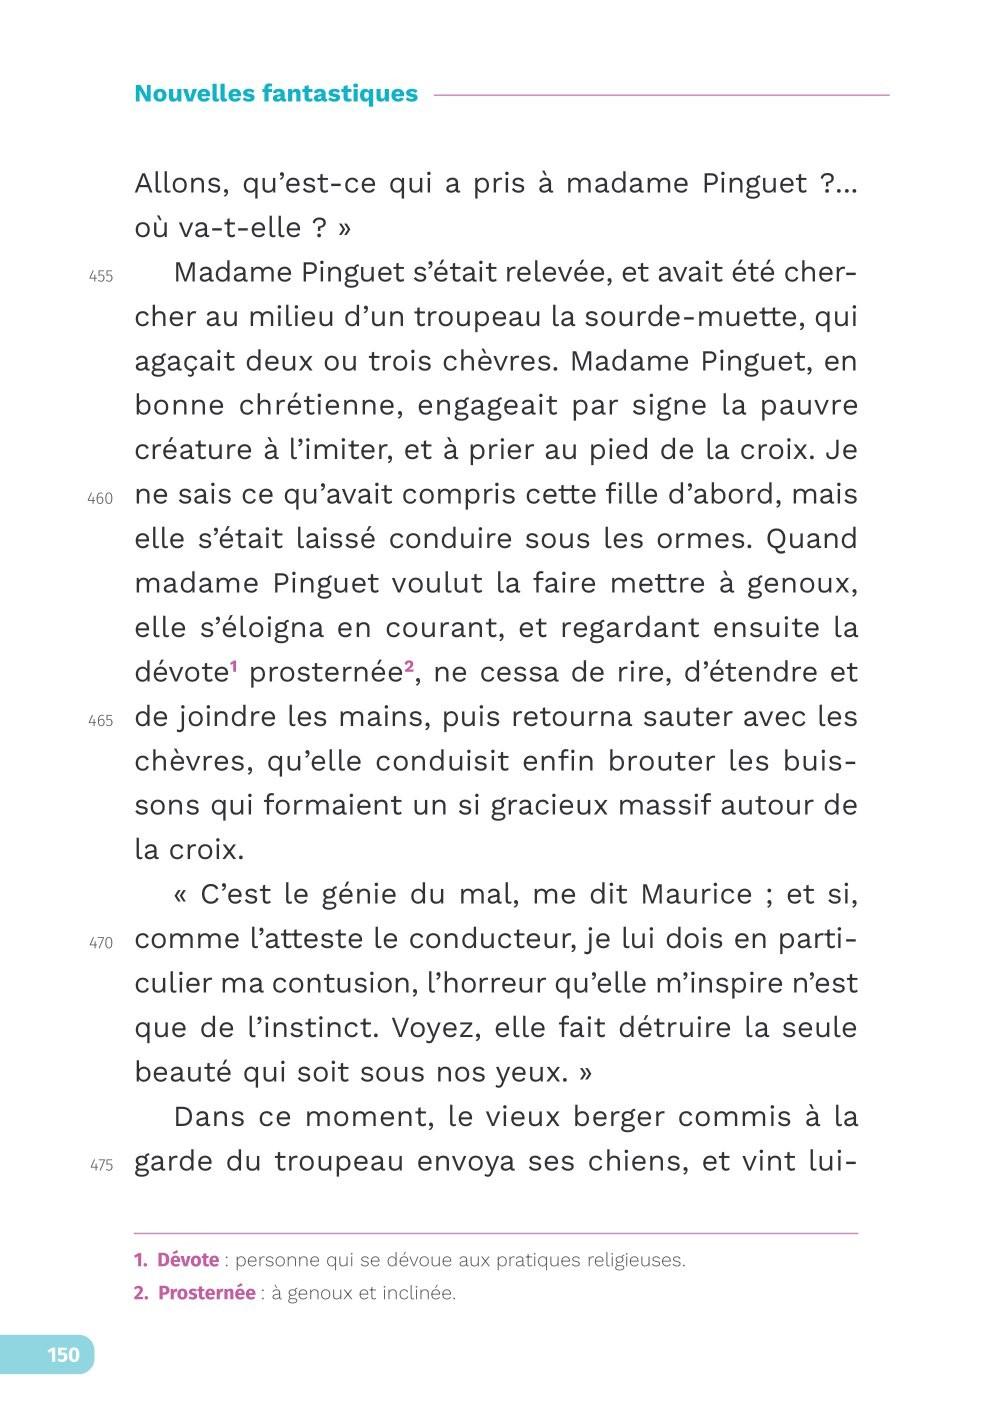 Nouvelles fantastiques
Allons, qu’est-ce qui a pris à madame Pinguet ?...
où va-t-elle ? »
455 Madame Pinguet s’était relevée, et avait été cher-
cher au milieu d’un troupeau la sourde-muette, qui
agaçait deux ou trois chèvres. Madame Pinguet, en
bonne chrétienne, engageait par signe la pauvre
créature à l’imiter, et à prier au pied de la croix. Je
460 ne sais ce qu’avait compris cette fille d’abord, mais
elle s’était laissé conduire sous les ormes. Quand
madame Pinguet voulut la faire mettre à genoux,
elle s’éloigna en courant, et regardant ensuite la
dévote¹ prosternée², ne cessa de rire, d’étendre et
465 de joindre les mains, puis retourna sauter avec les
chèvres, qu’elle conduisit enfin brouter les buis-
sons qui formaient un si gracieux massif autour de
la croix.
« C’est le génie du mal, me dit Maurice ; et si,
470 comme l’atteste le conducteur, je lui dois en parti-
culier ma contusion, l’horreur qu’elle m’inspire n’est
que de l’instinct. Voyez, elle fait détruire la seule
beauté qui soit sous nos yeux. »
Dans ce moment, le vieux berger commis à la
475 garde du troupeau envoya ses chiens, et vint lui-
1. Dévote : personne qui se dévoue aux pratiques religieuses.
2. Prosternée : à genoux et inclinée.
150